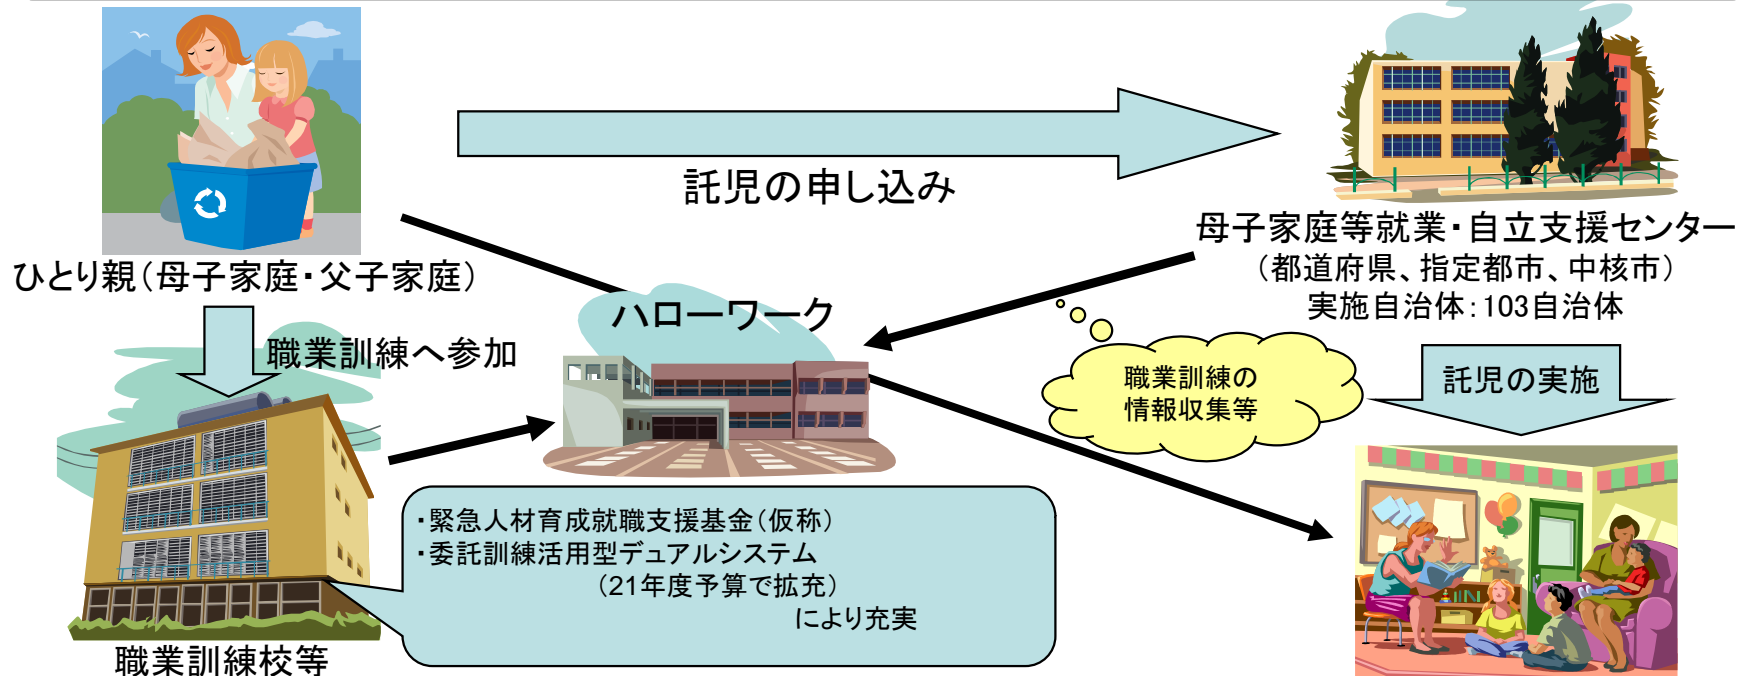 託児の申し込み
母子家庭等就業・自立支援センター
（都道府県、指定都市、中核市）
実施自治体：103自治体
ひとり親（母子家庭・父子家庭）
ハローワーク
職業訓練へ参加
職業訓練の
情報収集等
託児の実施
・緊急人材育成就職支援基金（仮称）
・委託訓練活用型デュアルシステム
（21年度予算で拡充）
により充実
職業訓練校等